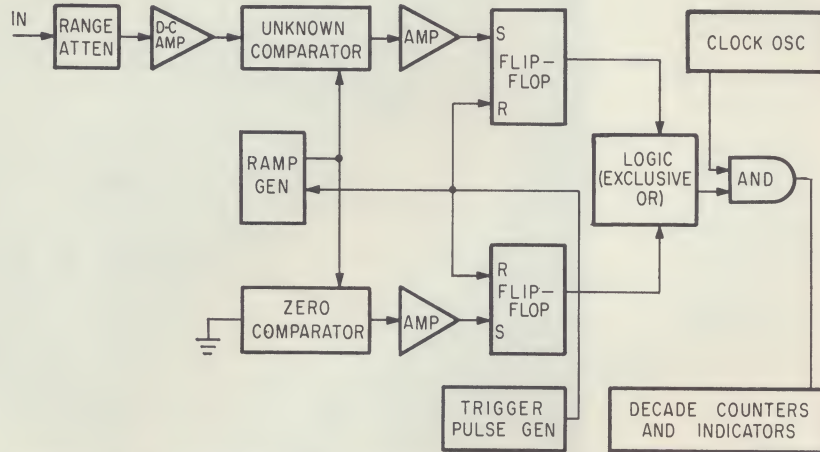 IN
RANGE
ATTEN
D-C
AMP
UNKNOWN
COMPARATOR
AMP
S
FLIP-
FLOP
R
CLOCK OSC
RAMP
GEN
LOGIC
(EXCLUSIVE
OR)
AND
ZERO
COMPARATOR
AMP
R
FLIP-
FLOP
S
TRIGGER
PULSE GEN
DECADE COUNTERS
AND INDICATORS